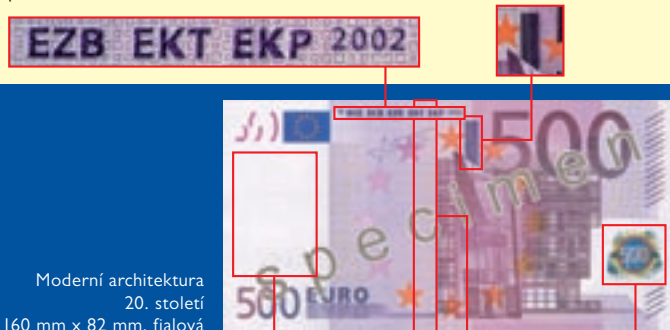 EZB EKT EKP 2002
500
specimen
Moderní architektura
20. století
160 mm x 82 mm, fialová
500 EURO